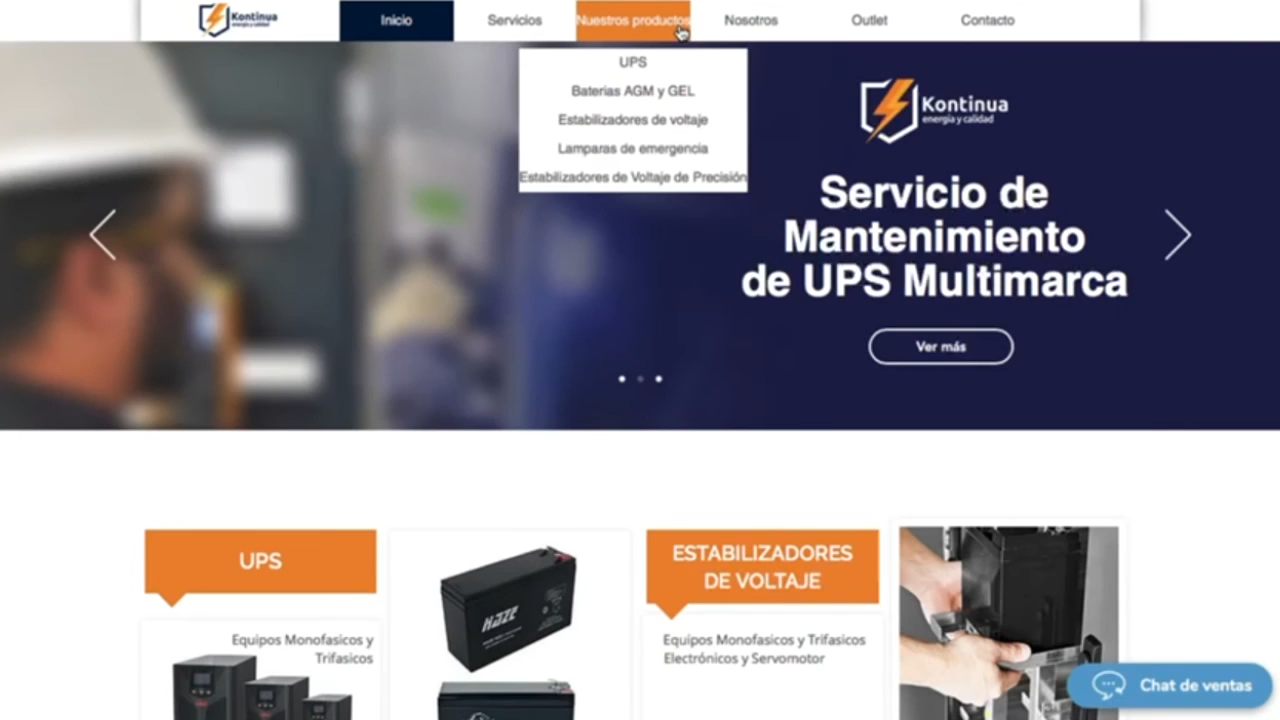 Kontinua
energía y calidad
Inicio
Servicios
Nuestros productos
Nosotros
Outlet
Contacto
UPS
Baterias AGM y GEL
Estabilizadores de voltaje
Lamparas de emergencia
Estabilizadores de Voltaje de Precisión
Kontinua
energía y calidad
Servicio de
Mantenimiento
de UPS Multimarca
Ver más
UPS
Equipos Monofasicos y
Trifasicos
HAZE
ESTABILIZADORES
DE VOLTAJE
Equipos Monofasicos y Trifasicos
Electrónicos y Servomotor
Chat de ventas